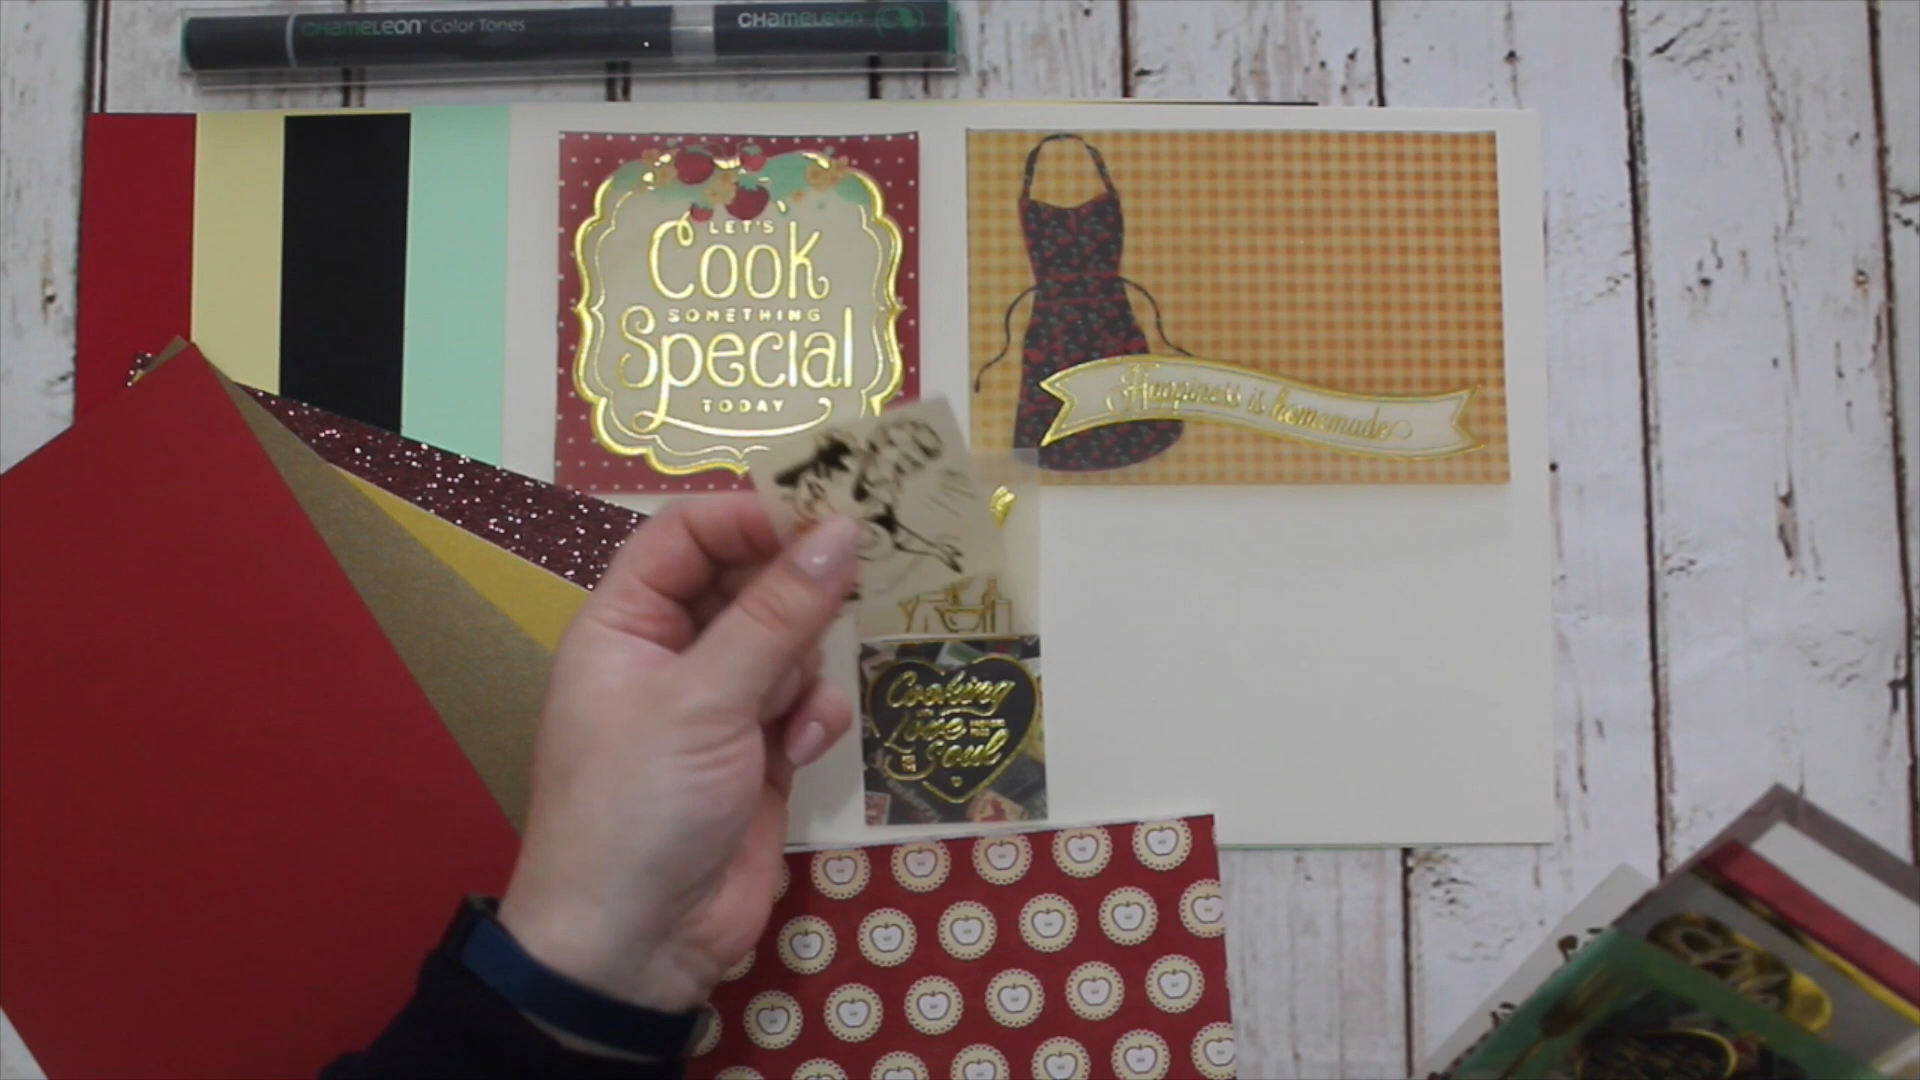 CHAMELEON Color Tones CHAMELEON
LET'S
Cook
SOMETHING
Special
TODAY
Happiness is homemade
Cooking
Love
Soul